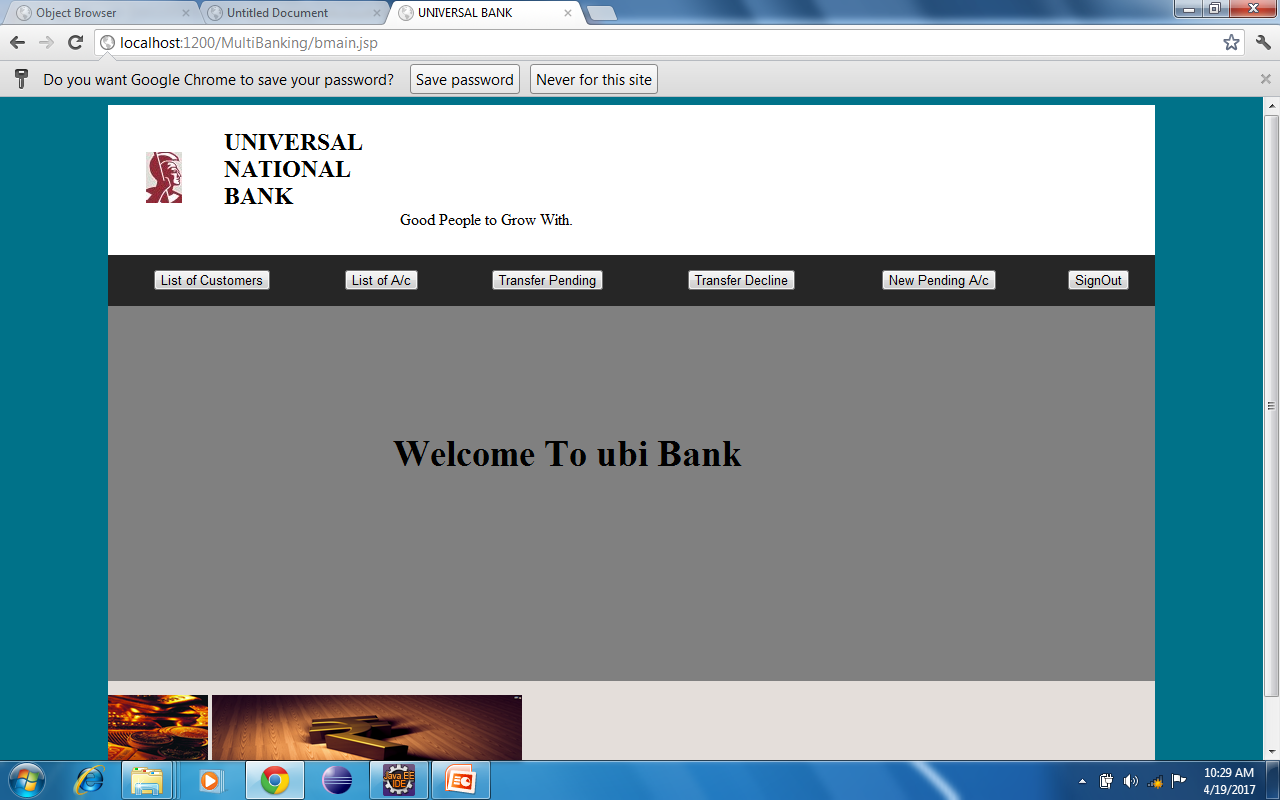 Object Browser
Untitled Document
UNIVERSAL BANK
localhost:1200/MultiBanking/bmain.jsp
Do you want Google Chrome to save your password?
Save password
Never for this site
UNIVERSAL
NATIONAL
BANK
Good People to Grow With.
List of Customers
List of A/c
Transfer Pending
Transfer Decline
New Pending A/c
SignOut
Welcome To ubi Bank
Java EE
IDE
10:29 AM
4/19/2017